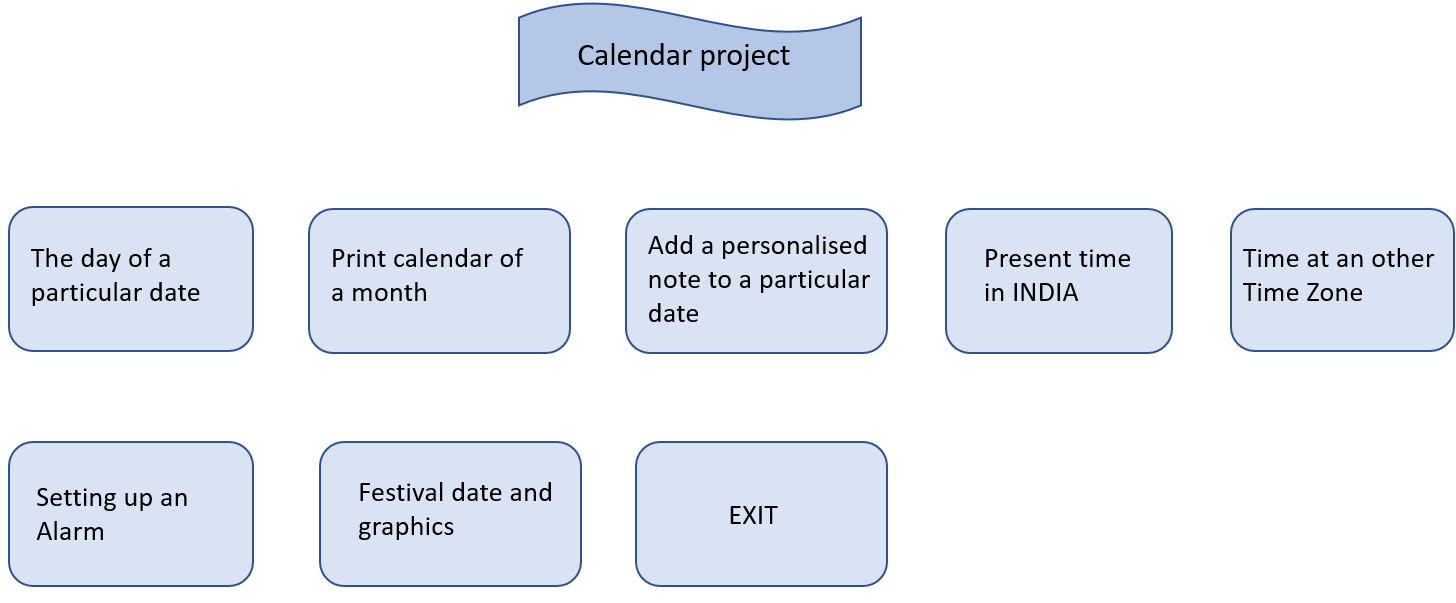 Calendar project
The day of a
particular date
Print calendar of
a month
Add a personalised
note to a particular
date
Present time
in INDIA
Time at an other
Time Zone
Setting up an
Alarm
Festival date and
graphics
EXIT